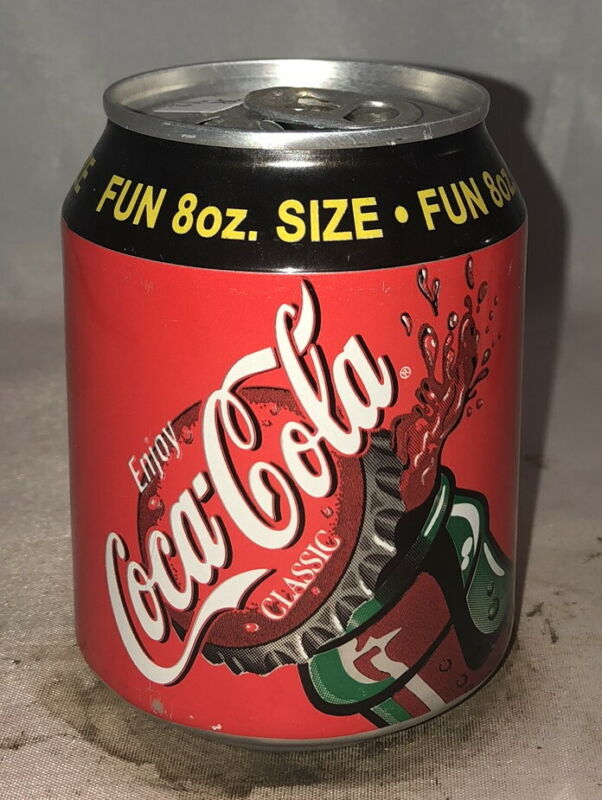 FUN 8oz. SIZE • FUN 8oz
Enjoy
Coca-Cola ®
CLASSIC